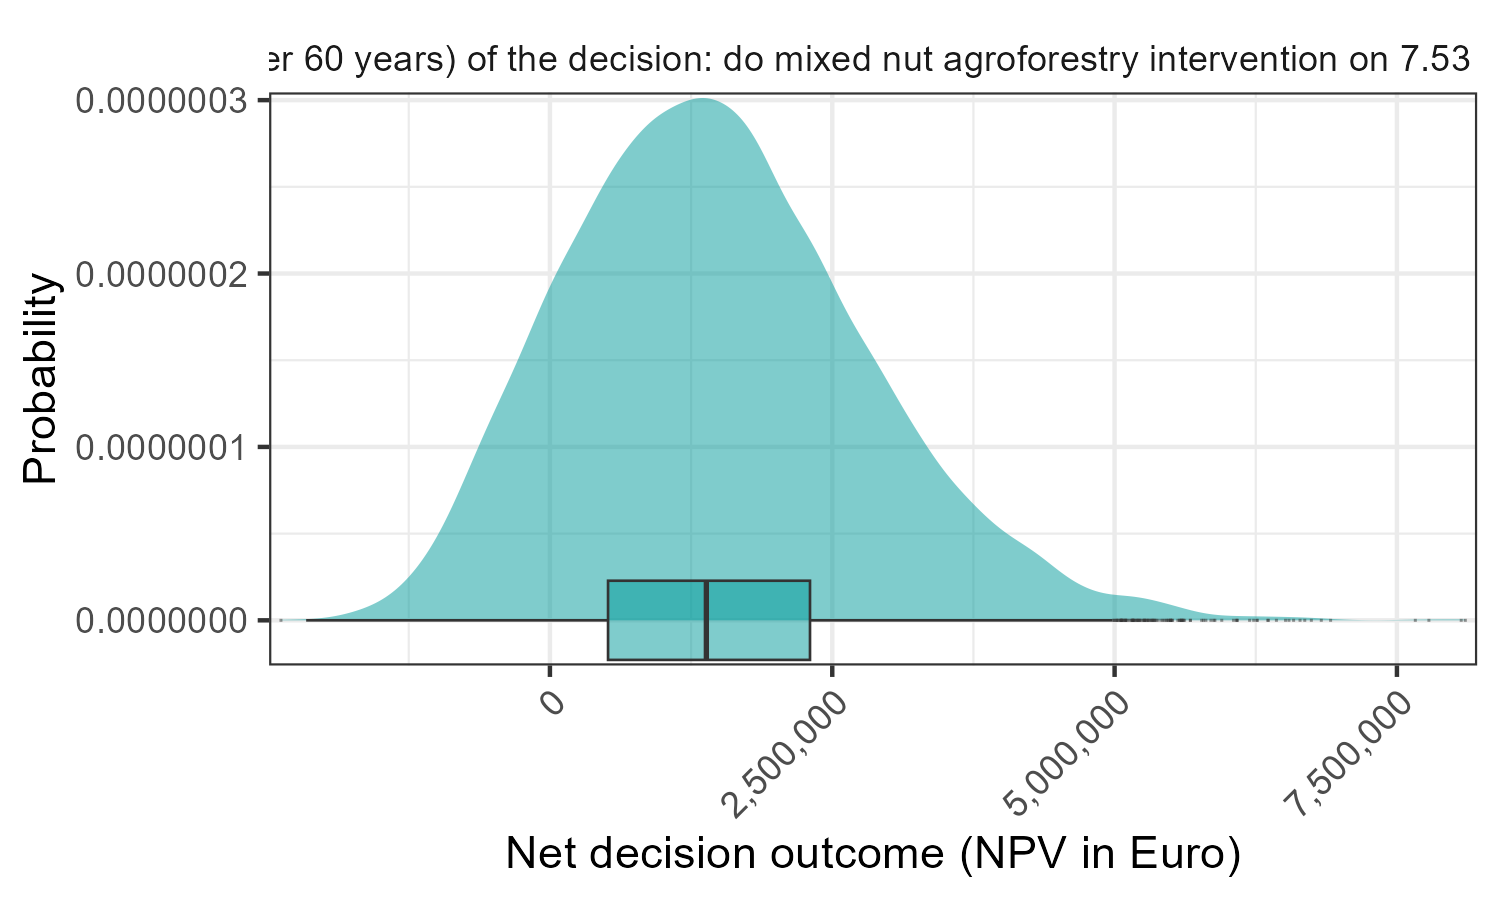 er 60 years) of the decision: do mixed nut agroforestry intervention on 7.53
0.0000003
0.0000002
0.0000001
0.0000000
Probability
0
2,500,000
5,000,000
7,500,000
Net decision outcome (NPV in Euro)